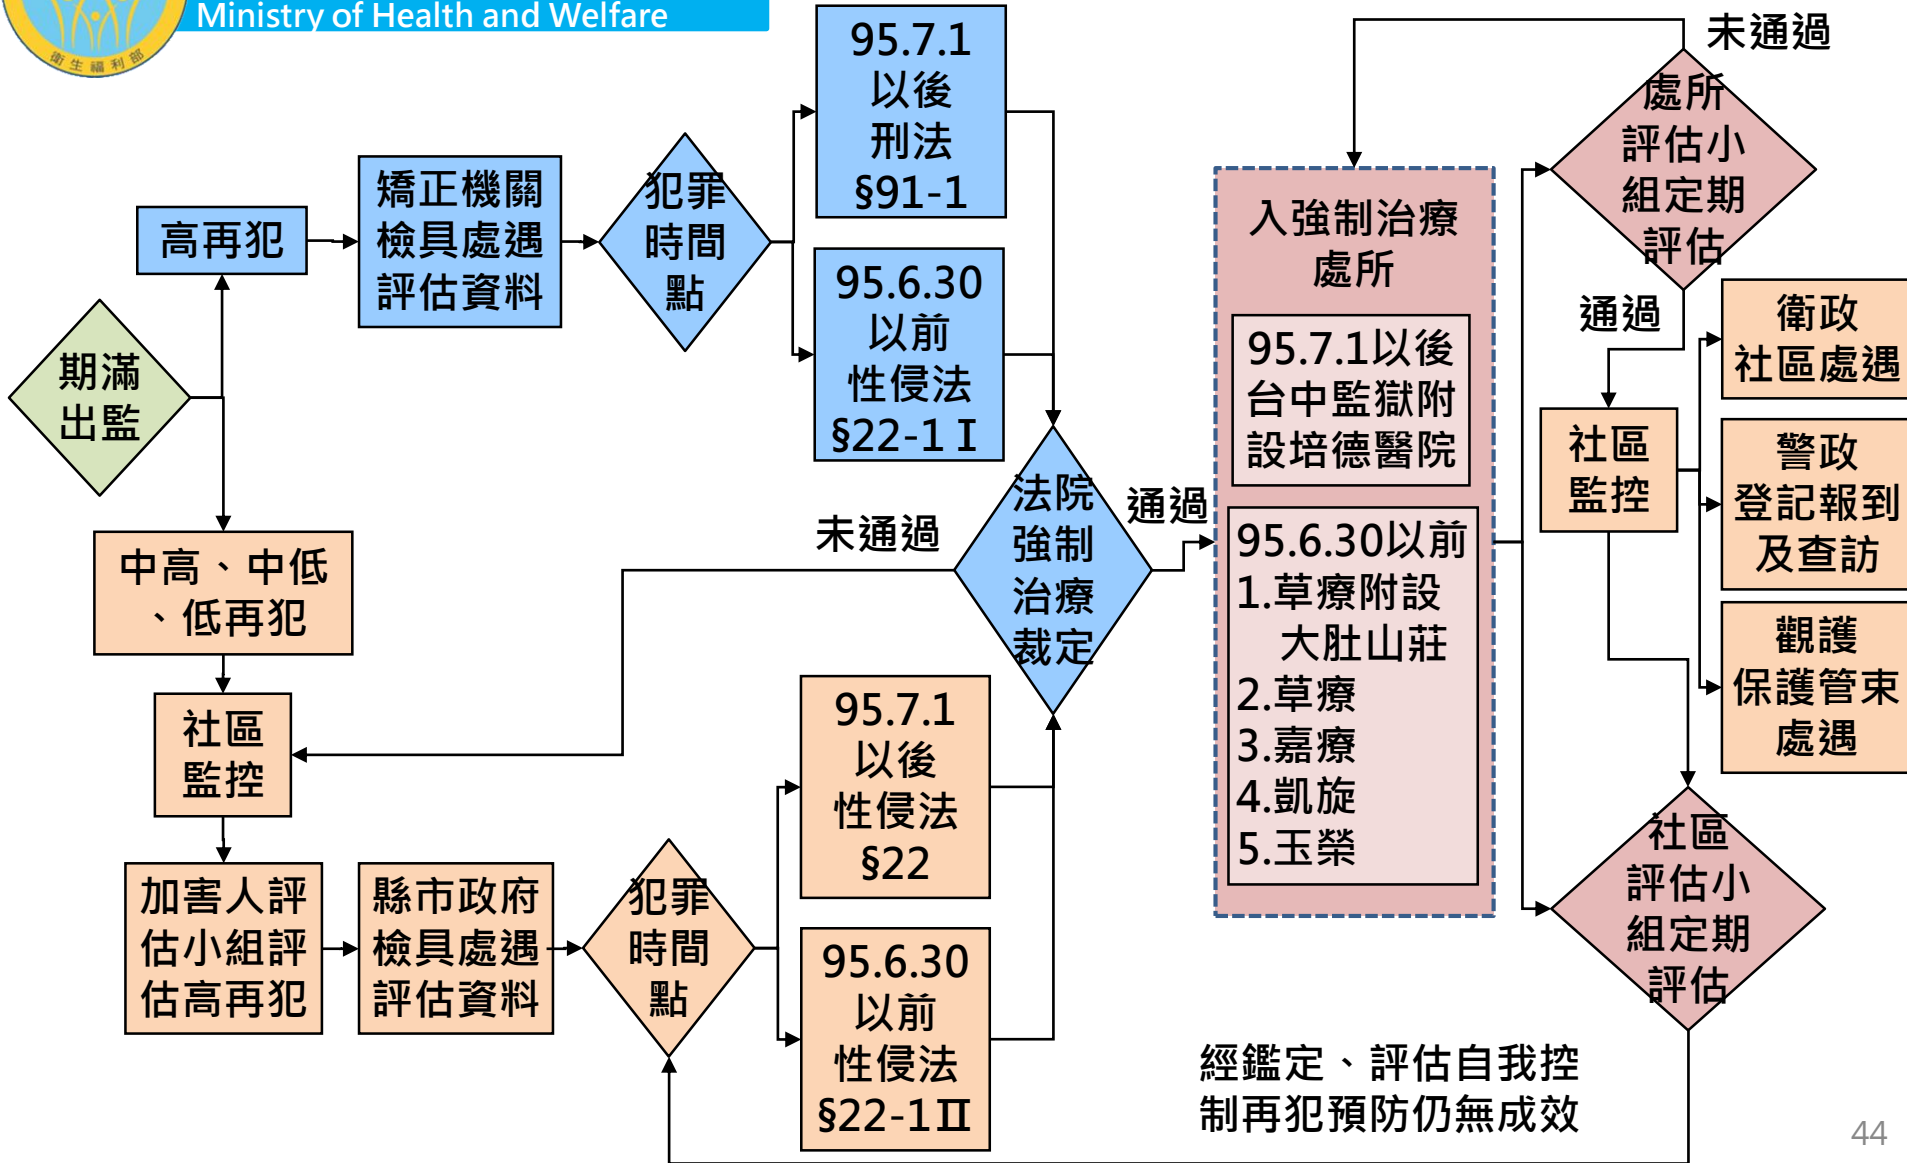 Ministry of Health and Welfare
衛生福利部
期滿
出監
高再犯
矯正機關
檢具處遇
評估資料
犯罪
時間
點
95.7.1
以後
刑法
§91-1
95.6.30
以前
性侵法
§22-1 I
中高、中低
、低再犯
社區
監控
加害人評
估小組評
估高再犯
縣市政府
檢具處遇
評估資料
犯罪
時間
點
95.7.1
以後
性侵法
§22
95.6.30
以前
性侵法
§22-1 II
未通過
法院
強制
治療
裁定
通過
入強制治療
處所
95.7.1以後
台中監獄附
設培德醫院
95.6.30以前
1.草療附設
大肚山莊
2.草療
3.嘉療
4.凱旋
5.玉榮
未通過
處所
評估小
組定期
評估
通過
社區
監控
衛政
社區處遇
警政
登記報到
及查訪
觀護
保護管束
處遇
社區
評估小
組定期
評估
經鑑定、評估自我控
制再犯預防仍無成效
44